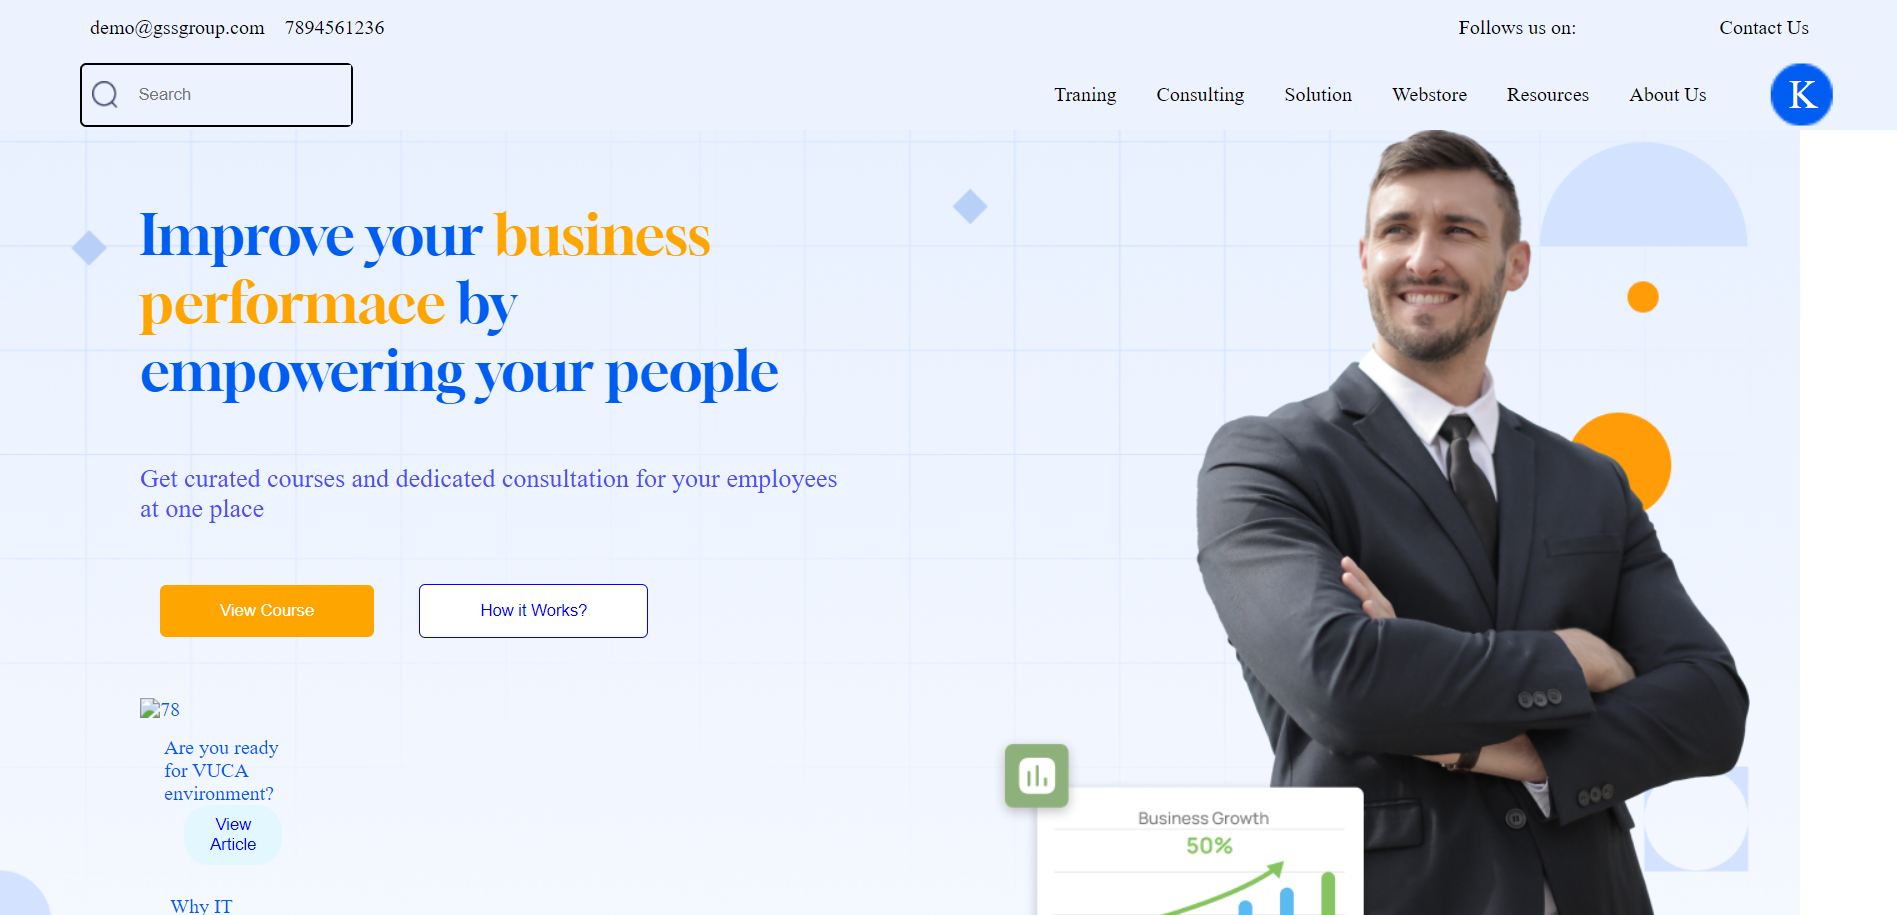 demo@gssgroup.com 7894561236 Follows us on: Contact Us
Search Traning Consulting Solution Webstore Resources About Us K
Improve your business
performace by
empowering your people
Get curated courses and dedicated consultation for your employees
at one place
View Course How it Works?
78
Are you ready
for VUCA
environment?
View
Article
Business Growth
50%
Why IT